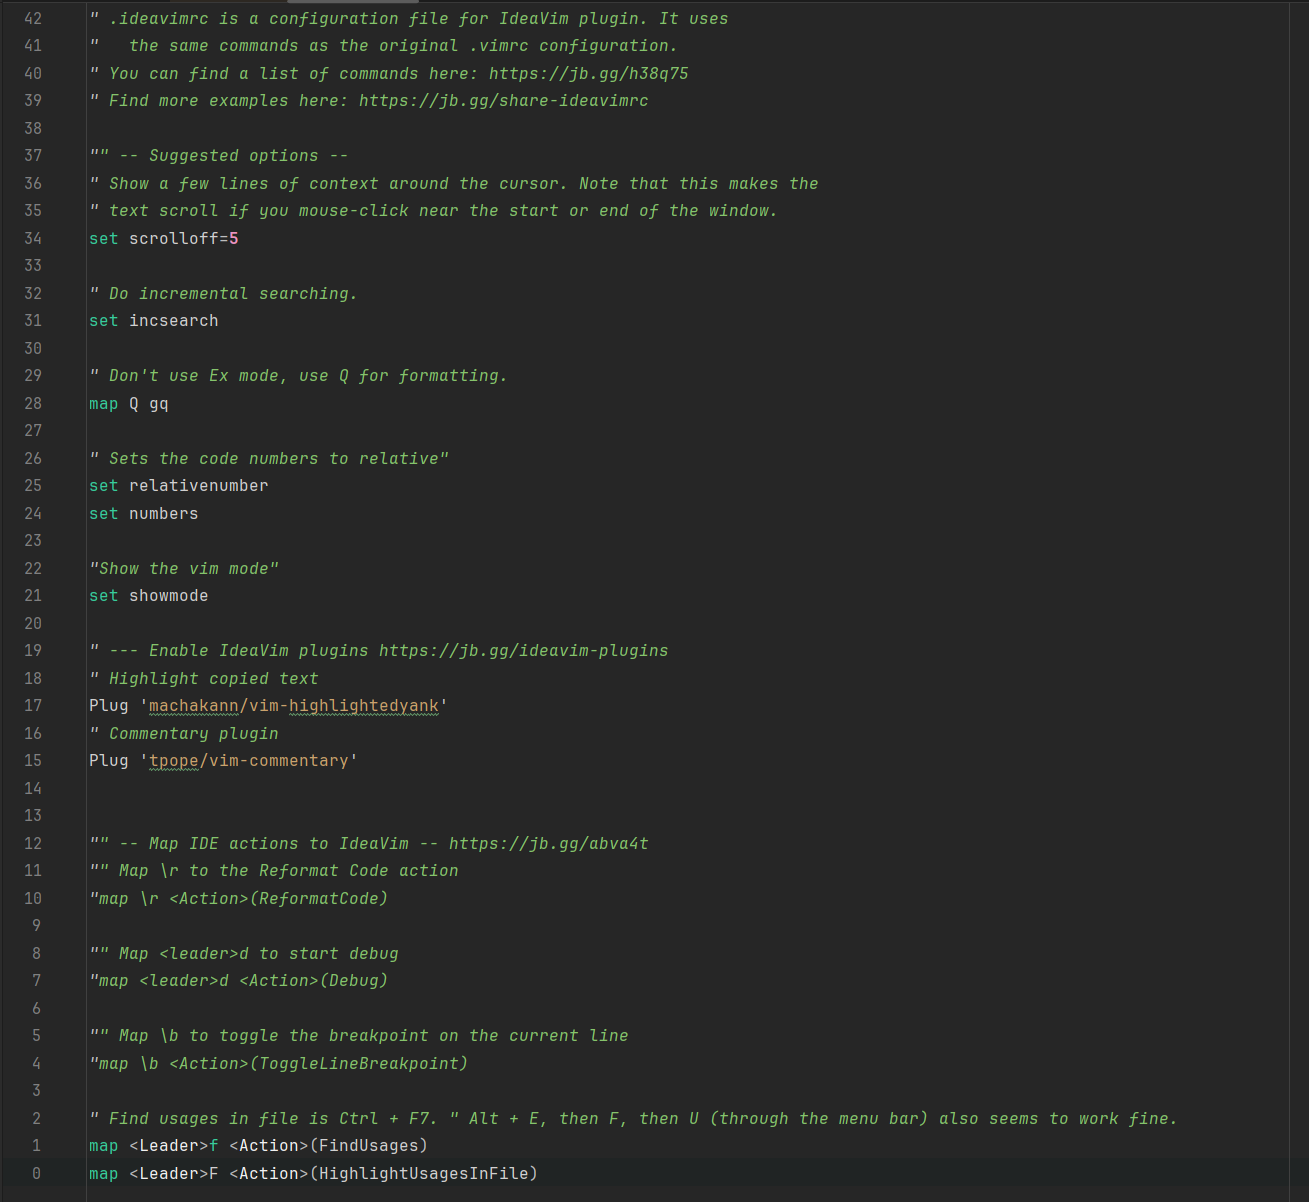 42 " .ideavimrc is a configuration file for IdeaVim plugin. It uses
41 "   the same commands as the original .vimrc configuration.
40 " You can find a list of commands here: https://jb.gg/h38q75
39 " Find more examples here: https://jb.gg/share-ideavimrc
38
37 "" -- Suggested options --
36 " Show a few lines of context around the cursor. Note that this makes the
35 " text scroll if you mouse-click near the start or end of the window.
34 set scrolloff=5
33
32 " Do incremental searching.
31 set incsearch
30
29 " Don't use Ex mode, use Q for formatting.
28 map Q gq
27
26 " Sets the code numbers to relative"
25 set relativenumber
24 set numbers
23
22 "Show the vim mode"
21 set showmode
20
19 " --- Enable IdeaVim plugins https://jb.gg/ideavim-plugins
18 " Highlight copied text
17 Plug 'machakann/vim-highlightedyank'
16 " Commentary plugin
15 Plug 'tpope/vim-commentary'
14
13
12 "" -- Map IDE actions to IdeaVim -- https://jb.gg/abva4t
11 "" Map \r to the Reformat Code action
10 "map \r <Action>(ReformatCode)
9
8 "" Map <leader>d to start debug
7 "map <leader>d <Action>(Debug)
6
5 "" Map \b to toggle the breakpoint on the current line
4 "map \b <Action>(ToggleLineBreakpoint)
3
2 " Find usages in file is Ctrl + F7. " Alt + E, then F, then U (through the menu bar) also seems to work fine.
1 map <Leader>f <Action>(FindUsages)
0 map <Leader>F <Action>(HighlightUsagesInFile)